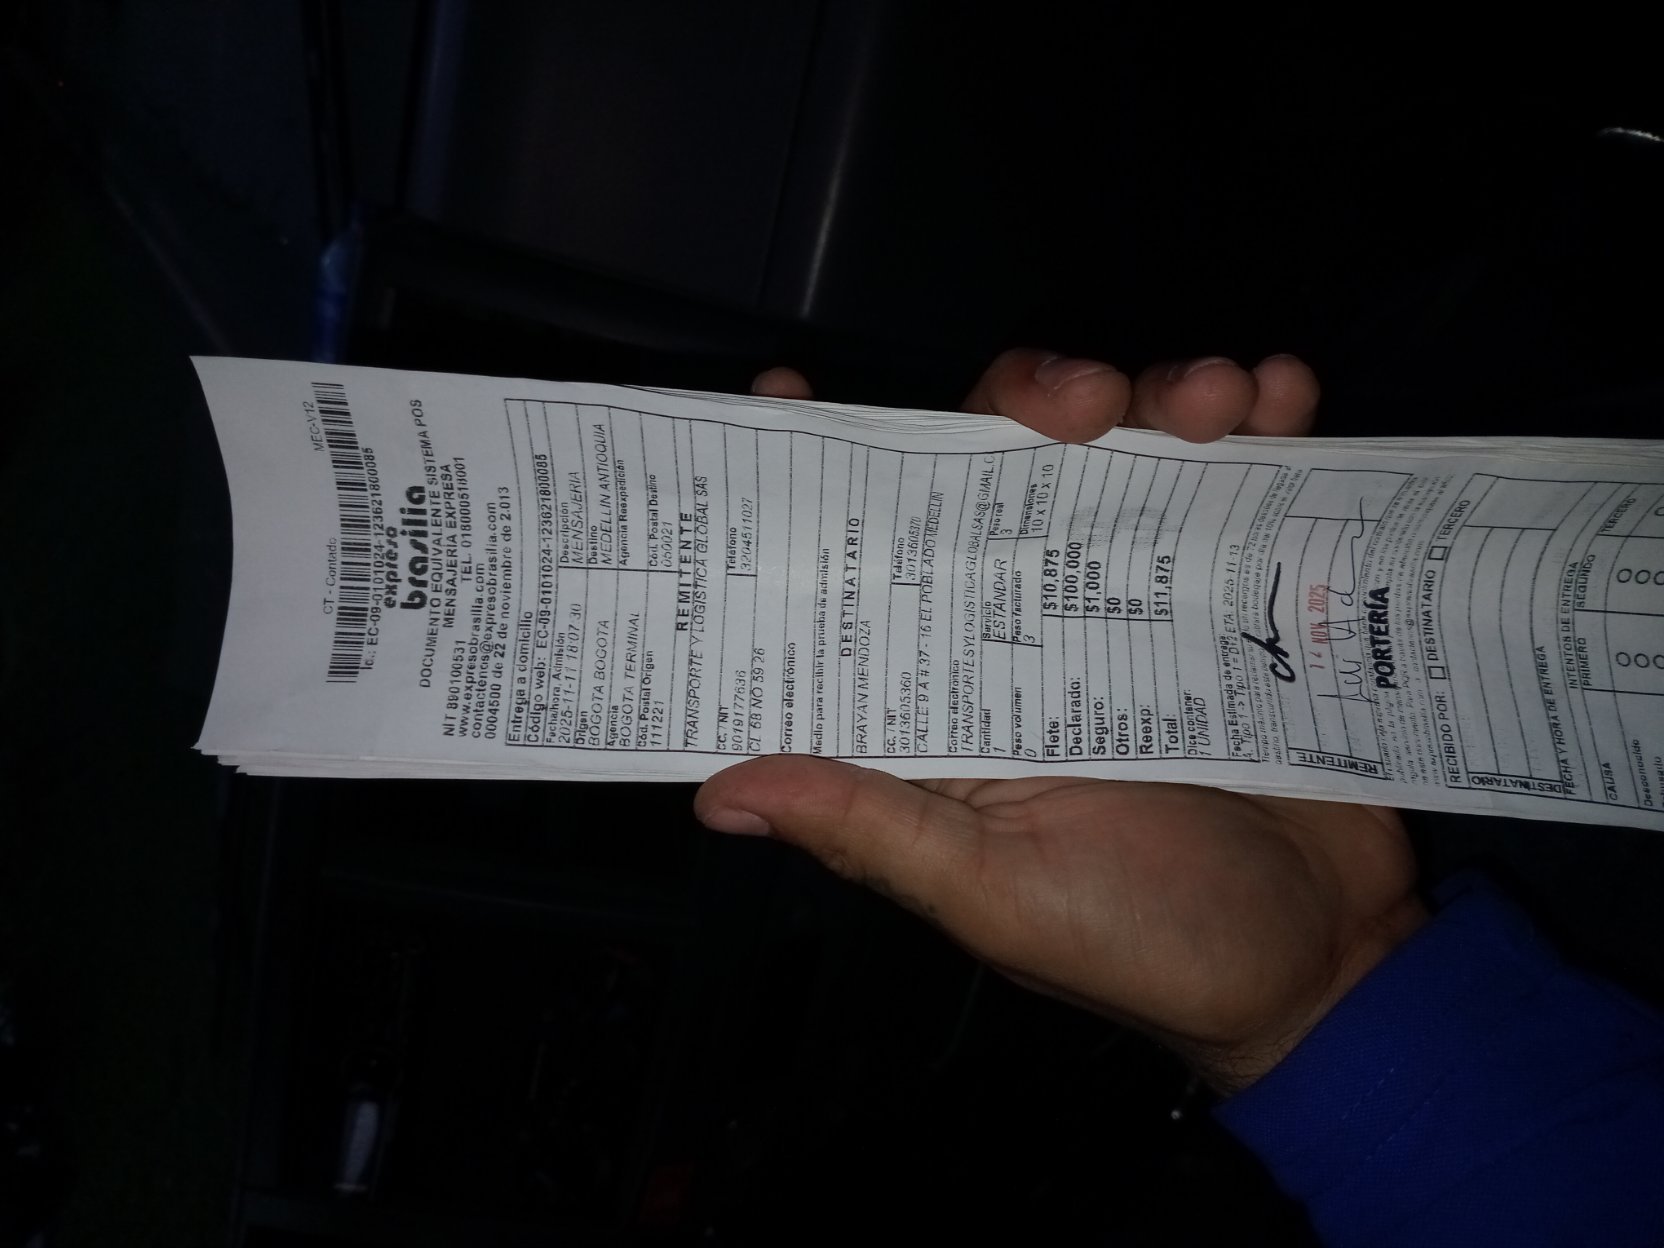 CT - Contado MEC-V12
Id.: EC-09-0101024-12362180085
expreso
brasilia
DOCUMENTO EQUIVALENTE SISTEMA POS
MENSAJERIA EXPRESA
NIT 890100531 TEL. 018000518001
www.expresobrasilia.com
contactenos@expresobrasilia.com
0004500 de 22 de noviembre de 2.013
Entrega a domicilio
Código web: EC-09-0101024-123621800085
Fecha/hora, Admisión Descripción
2025-11-11 18:07:30 MENSAJERIA
Origen Destino
BOGOTA BOGOTA MEDELLIN ANTIOQUIA
Agencia Agencia Reexpedición
BOGOTA TERMINAL
Cód. Postal Origen Cód. Postal Destino
111221 050021
REMITENTE
TRANSPORTE Y LOGISTICA GLOBAL SAS
CC, NIT Teléfono
9019177636 3204511027
CL 68 NO 59 26
Correo electrónico
Medio para recibir la prueba de admisión
DESTINATARIO
BRAYAN MENDOZA
CC, NIT Teléfono
3013605360 3013605370
CALLE 9 A # 37 - 16 EL POBLADO MEDELLIN
Correo electrónico
TRANSPORTESYLOGISTICAGLOBALSAS@GMAIL.C
Cantidad Servicio Peso real
1 ESTANDAR 3
Peso volumen Peso facturado Dimensiones
0 3 10 x 10 x 10
Flete: $10,875
Declarado: $100,000
Seguro: $1,000
Otros: $0
Reexp: $0
Total: $11,875
Dice contener:
1 UNIDAD
Fecha Estimada de entrega
14 NOV 2025
PORTERÍA
REMITENTE
RECIBIDO POR: DESTINATARIO TERCERO
DESTINATARIO
FECHA Y HORA DE ENTREGA
INTENTOS DE ENTREGA
CAUSA PRIMERO SEGUNDO TERCERO
Desconocido